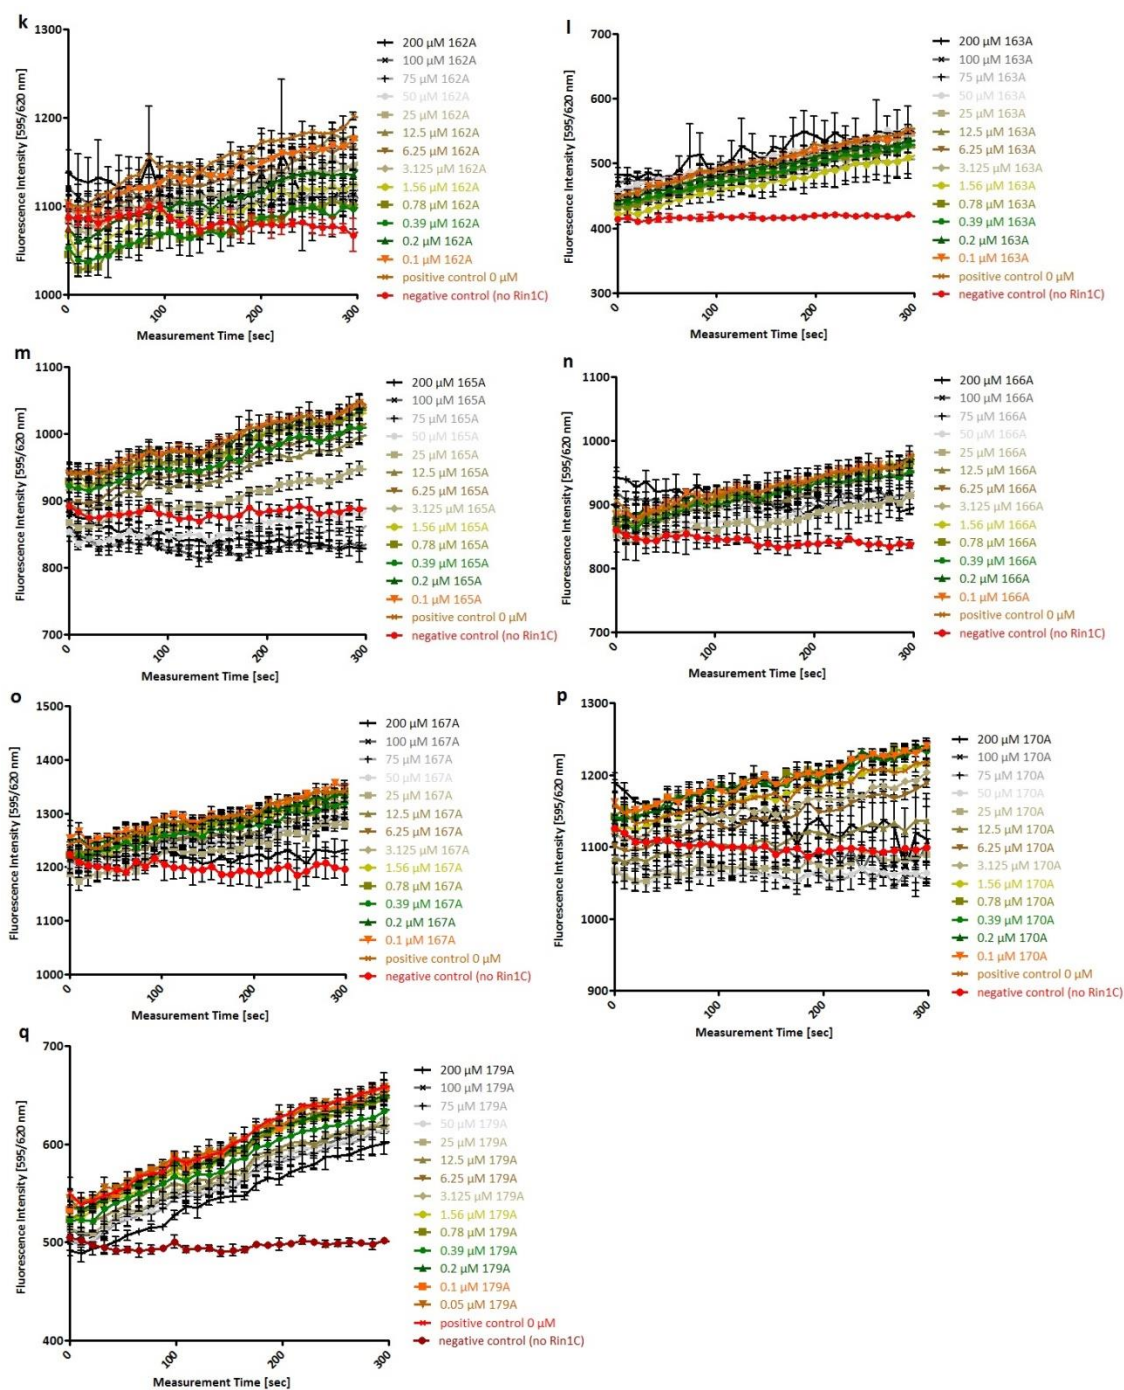 k
Fluorescence Intensity [595/620 nm]
1300
1200
1100
1000
0
100
200
300
Measurement Time [sec]
200 µM 162A
100 µM 162A
75 µM 162A
50 µM 162A
25 µM 162A
12.5 µM 162A
6.25 µM 162A
3.125 µM 162A
1.56 µM 162A
0.78 µM 162A
0.39 µM 162A
0.2 µM 162A
0.1 µM 162A
positive control 0 µM
negative control (no Rin1C)
l
Fluorescence Intensity [595/620 nm]
700
600
500
400
300
0
100
200
300
Measurement Time [sec]
200 µM 163A
100 µM 163A
75 µM 163A
50 µM 163A
25 µM 163A
12.5 µM 163A
6.25 µM 163A
3.125 µM 163A
1.56 µM 163A
0.78 µM 163A
0.39 µM 163A
0.2 µM 163A
0.1 µM 163A
positive control 0 µM
negative control (no Rin1C)
m
Fluorescence Intensity [595/620 nm]
1100
1000
900
800
700
0
100
200
300
Measurement Time [sec]
200 µM 165A
100 µM 165A
75 µM 165A
50 µM 165A
25 µM 165A
12.5 µM 165A
6.25 µM 165A
3.125 µM 165A
1.56 µM 165A
0.78 µM 165A
0.39 µM 165A
0.2 µM 165A
0.1 µM 165A
positive control 0 µM
negative control (no Rin1C)
n
Fluorescence Intensity [595/620 nm]
1100
1000
900
800
700
0
100
200
300
Measurement Time [sec]
200 µM 166A
100 µM 166A
75 µM 166A
50 µM 166A
25 µM 166A
12.5 µM 166A
6.25 µM 166A
3.125 µM 166A
1.56 µM 166A
0.78 µM 166A
0.39 µM 166A
0.2 µM 166A
0.1 µM 166A
positive control 0 µM
negative control (no Rin1C)
o
Fluorescence Intensity [595/620 nm]
1500
1400
1300
1200
1100
1000
0
100
200
300
Measurement Time [sec]
200 µM 167A
100 µM 167A
75 µM 167A
50 µM 167A
25 µM 167A
12.5 µM 167A
6.25 µM 167A
3.125 µM 167A
1.56 µM 167A
0.78 µM 167A
0.39 µM 167A
0.2 µM 167A
0.1 µM 167A
positive control 0 µM
negative control (no Rin1C)
p
Fluorescence Intensity [595/620 nm]
1300
1200
1100
1000
900
0
100
200
300
Measurement Time [sec]
200 µM 170A
100 µM 170A
75 µM 170A
50 µM 170A
25 µM 170A
12.5 µM 170A
6.25 µM 170A
3.125 µM 170A
1.56 µM 170A
0.78 µM 170A
0.39 µM 170A
0.2 µM 170A
0.1 µM 170A
positive control 0 µM
negative control (no Rin1C)
q
Fluorescence Intensity [595/620 nm]
700
600
500
400
0
100
200
300
Measurement Time [sec]
200 µM 179A
100 µM 179A
75 µM 179A
50 µM 179A
25 µM 179A
12.5 µM 179A
6.25 µM 179A
3.125 µM 179A
1.56 µM 179A
0.78 µM 179A
0.39 µM 179A
0.2 µM 179A
0.1 µM 179A
0.05 µM 179A
positive control 0 µM
negative control (no Rin1C)